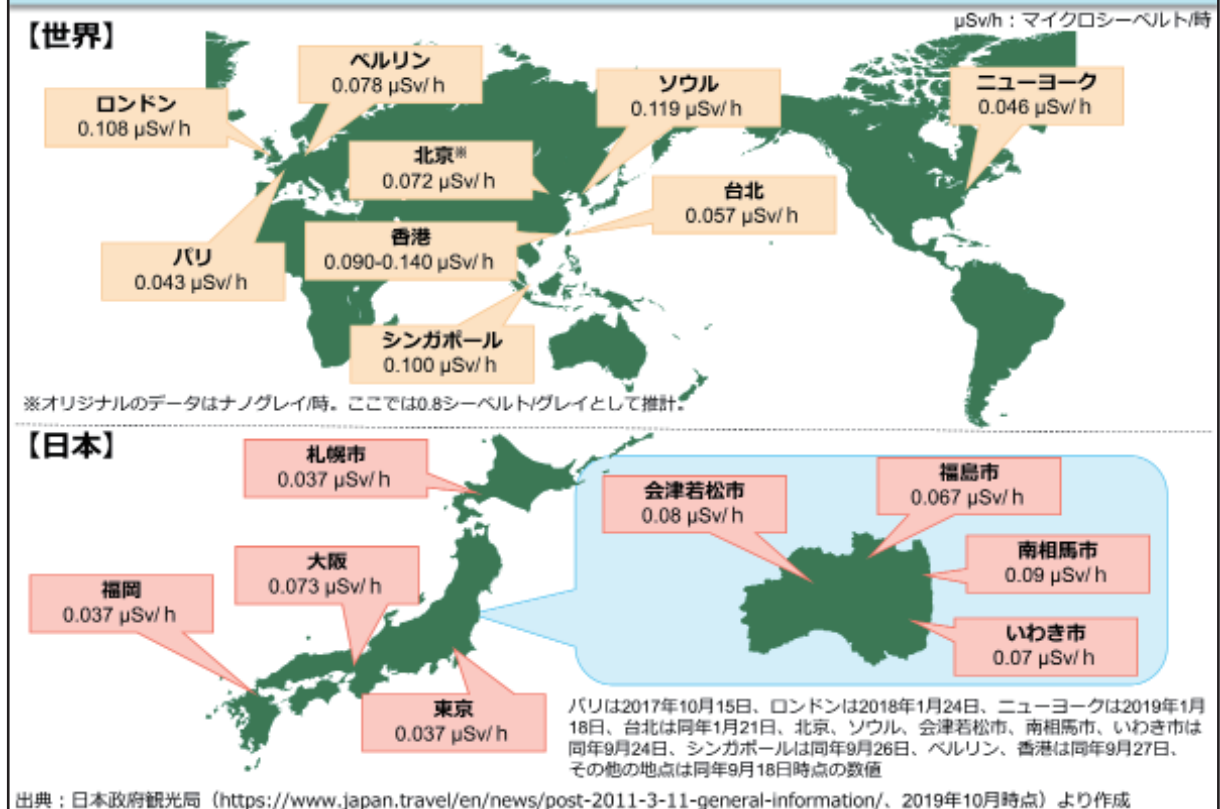 μSv/h：マイクロシーベルト/時
【世界】
ベルリン
0.078 μSv/ h
ロンドン
0.108 μSv/ h
ソウル
0.119 μSv/ h
ニューヨーク
0.046 μSv/ h
北京※
0.072 μSv/ h
台北
0.057 μSv/ h
香港
0.090-0.140 μSv/ h
パリ
0.043 μSv/ h
シンガポール
0.100 μSv/ h
※オリジナルのデータはナノグレイ/時。ここでは0.8シーベルト/グレイとして推計。
【日本】
札幌市
0.037 μSv/ h
会津若松市
0.08 μSv/ h
福島市
0.067 μSv/ h
南相馬市
0.09 μSv/ h
大阪
0.073 μSv/ h
福岡
0.037 μSv/ h
いわき市
0.07 μSv/ h
東京
0.037 μSv/ h
パリは2017年10月15日、ロンドンは2018年1月24日、ニューヨークは2019年1月
18日、台北は同年1月21日、北京、ソウル、会津若松市、南相馬市、いわき市は
同年9月24日、シンガポールは同年9月26日、ベルリン、香港は同年9月27日、
その他の地点は同年9月18日時点の数値
出典：日本政府観光局（https://www.japan.travel/en/news/post-2011-3-11-general-information/、2019年10月時点）より作成